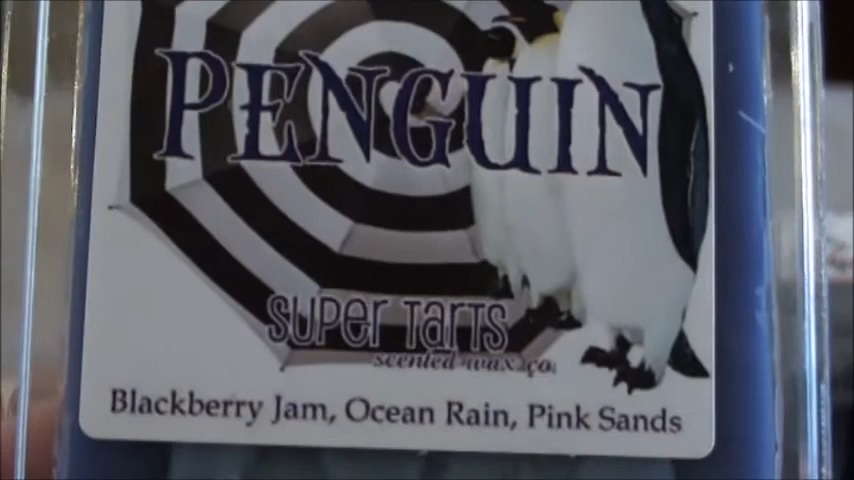 PENGUIN
SUPER TARTS
scented wax co.
Blackberry Jam, Ocean Rain, Pink Sands